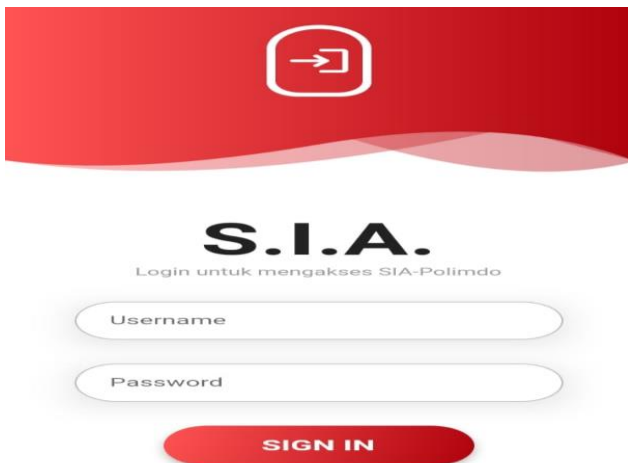 S.I.A.
Login untuk mengakses SIA-Polimdo
Username
Password
SIGN IN